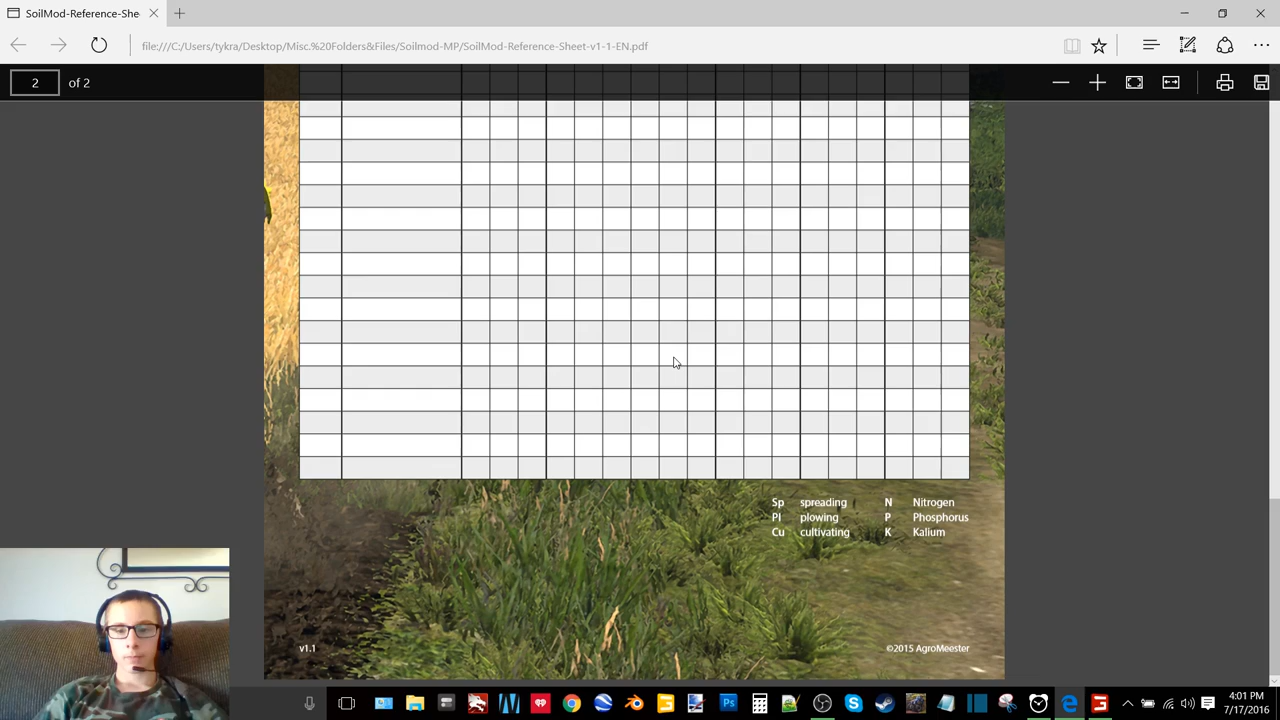 SoilMod-Reference-She
file:///C:/Users/tykra/Desktop/Misc.%20Folders&Files/Soilmod-MP/SoilMod-Reference-Sheet-v1-1-EN.pdf
2 of 2
Sp spreading N Nitrogen
Pl plowing P Phosphorus
Cu cultivating K Kalium
v1.1 ©2015 AgroMeester
4:01 PM
7/17/2016